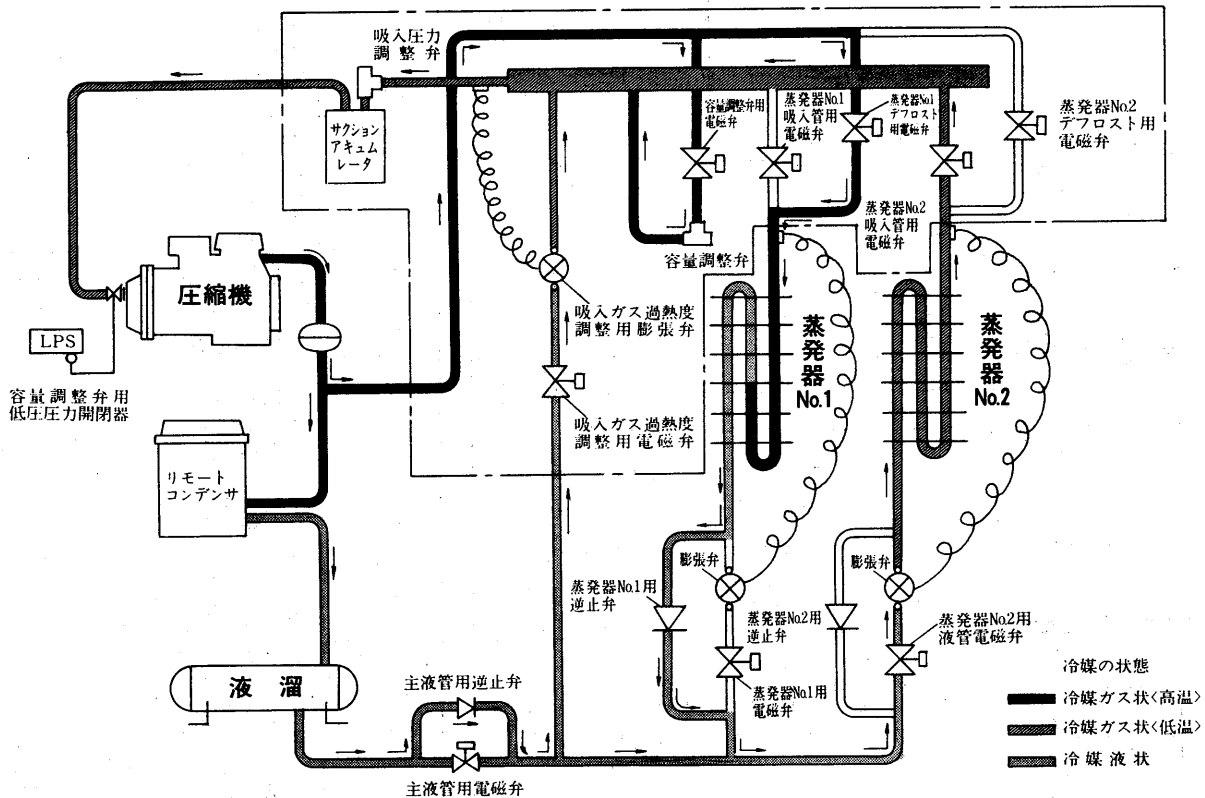 吸入圧力
調整弁
サクション
アキュム
レータ
容量調整弁用
電磁弁
蒸発器No.1
吸入管用
電磁弁
蒸発器No.1
デフロスト
用電磁弁
蒸発器No.2
デフロスト用
電磁弁
蒸発器No.2
吸入管用
電磁弁
容量調整弁
圧縮機
LPS
容量調整弁用
低圧圧力開閉器
吸入ガス過熱度
調整用膨張弁
吸入ガス過熱度
調整用電磁弁
蒸発器
No.1
蒸発器
No.2
リモート
コンデンサ
膨張弁
膨張弁
蒸発器No.1用
逆止弁
蒸発器No.2用
逆止弁
蒸発器No.2用
液管電磁弁
蒸発器No.1用
電磁弁
液溜
主液管用逆止弁
主液管用電磁弁
冷媒の状態
冷媒ガス状〈高温〉
冷媒ガス状〈低温〉
冷媒液状